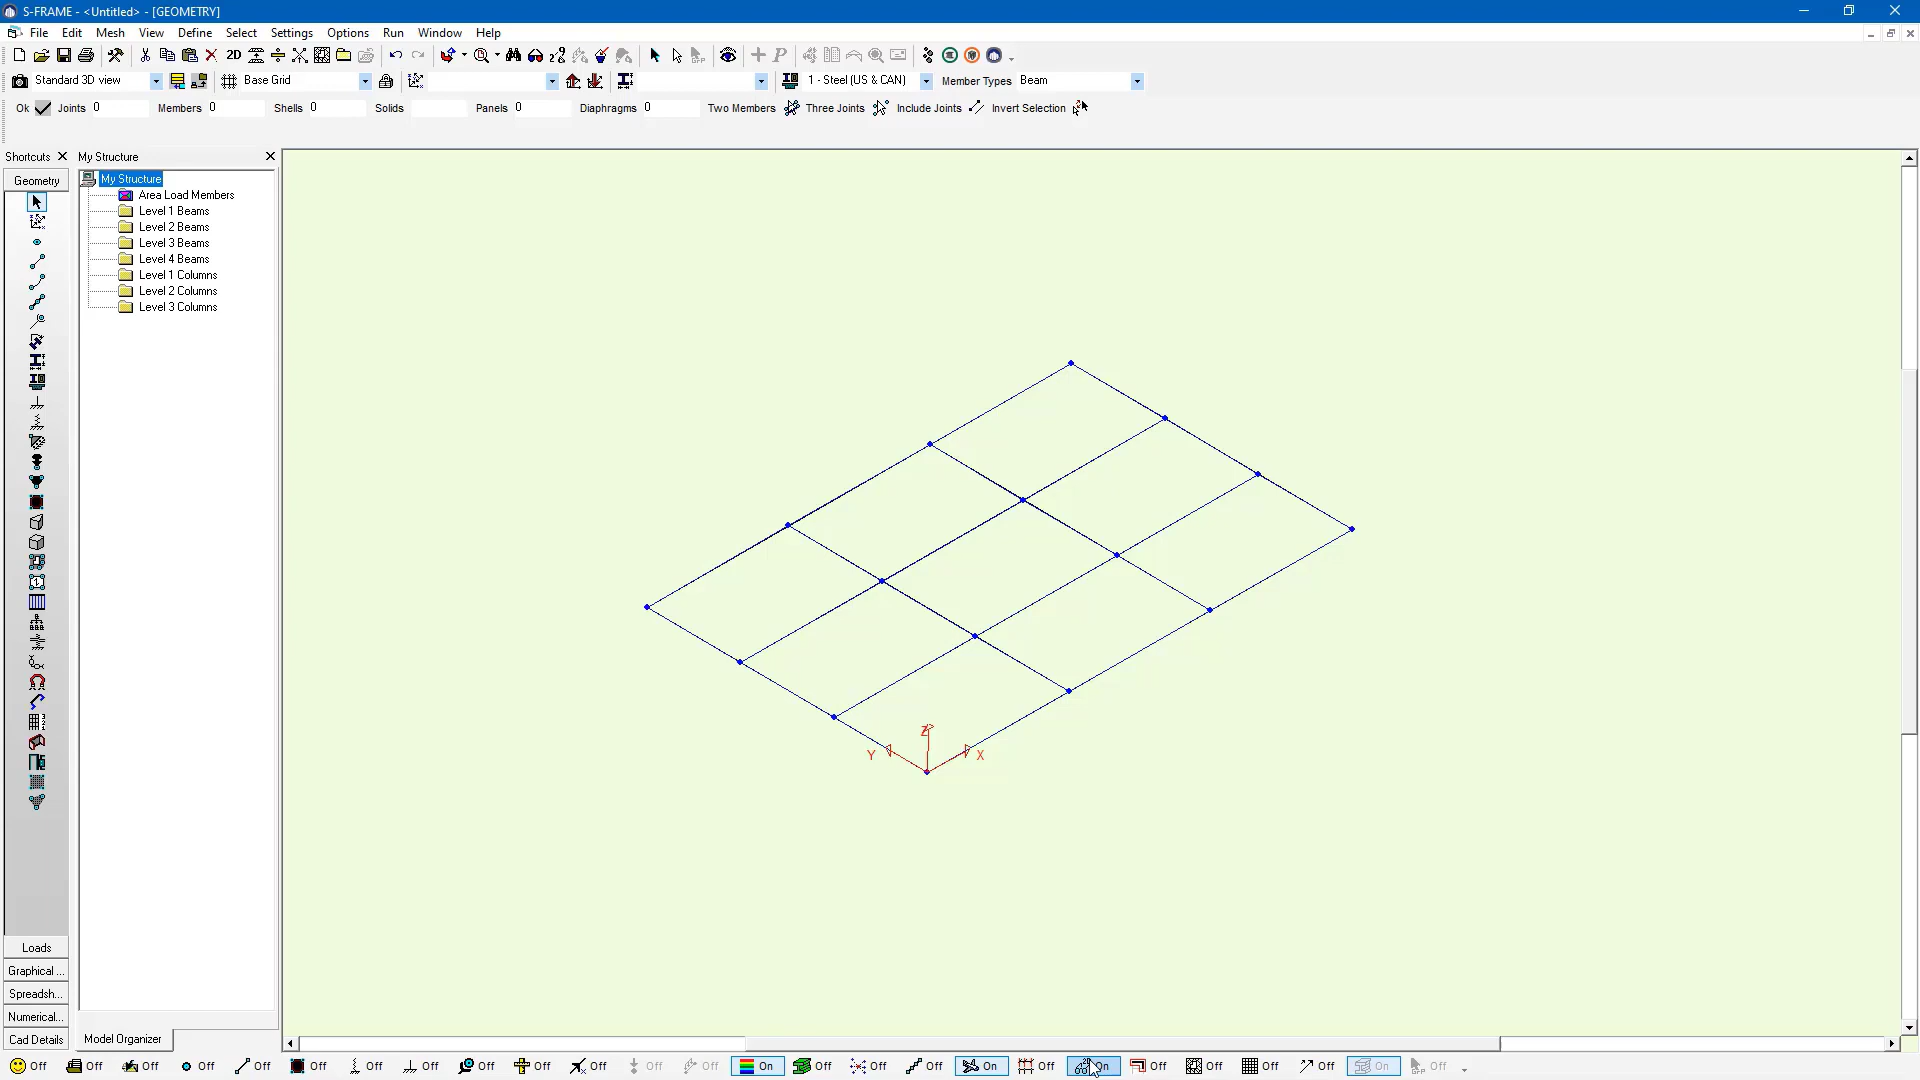 S-FRAME - <Untitled> - [GEOMETRY]
File Edit Mesh View Define Select Settings Options Run Window Help
2D
Standard 3D view Base Grid 1 - Steel (US & CAN) Member Types Beam
Ok Joints 0 Members 0 Shells 0 Solids Panels 0 Diaphragms 0 Two Members Three Joints Include Joints Invert Selection
Shortcuts My Structure
Geometry
My Structure
Area Load Members
Level 1 Beams
Level 2 Beams
Level 3 Beams
Level 4 Beams
Level 1 Columns
Level 2 Columns
Level 3 Columns
Z
Y X
Loads
Graphical ...
Spreadsh...
Numerical...
Cad Details
Model Organizer
Off Off Off Off Off Off Off Off Off Off Off Off Off On Off Off Off On Off On Off Off Off Off On Off